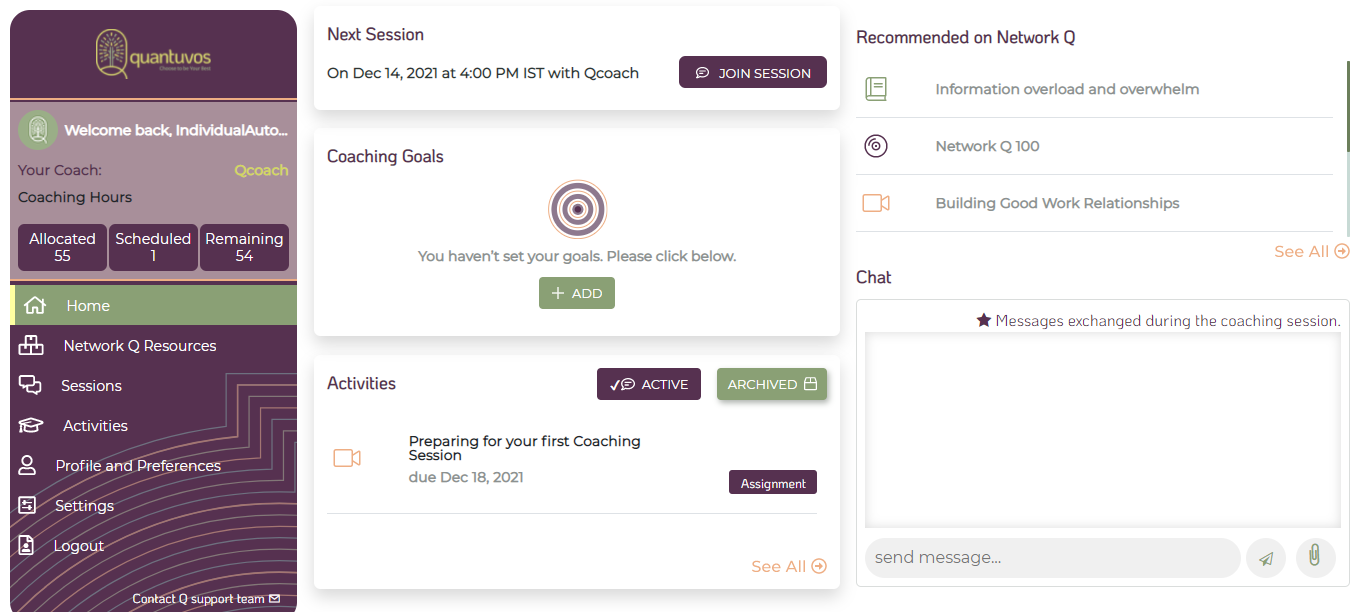 quantuvos
Choose to be Your Best
Welcome back, IndividualAuto...
Your Coach: Qcoach
Coaching Hours
Allocated
55
Scheduled
1
Remaining
54
Home
Network Q Resources
Sessions
Activities
Profile and Preferences
Settings
Logout
Contact Q support team
Next Session
On Dec 14, 2021 at 4:00 PM IST with Qcoach
JOIN SESSION
Coaching Goals
You haven't set your goals. Please click below.
+ ADD
Activities
ACTIVE
ARCHIVED
Preparing for your first Coaching
Session
due Dec 18, 2021
Assignment
See All
Recommended on Network Q
Information overload and overwhelm
Network Q 100
Building Good Work Relationships
See All
Chat
★ Messages exchanged during the coaching session.
send message...